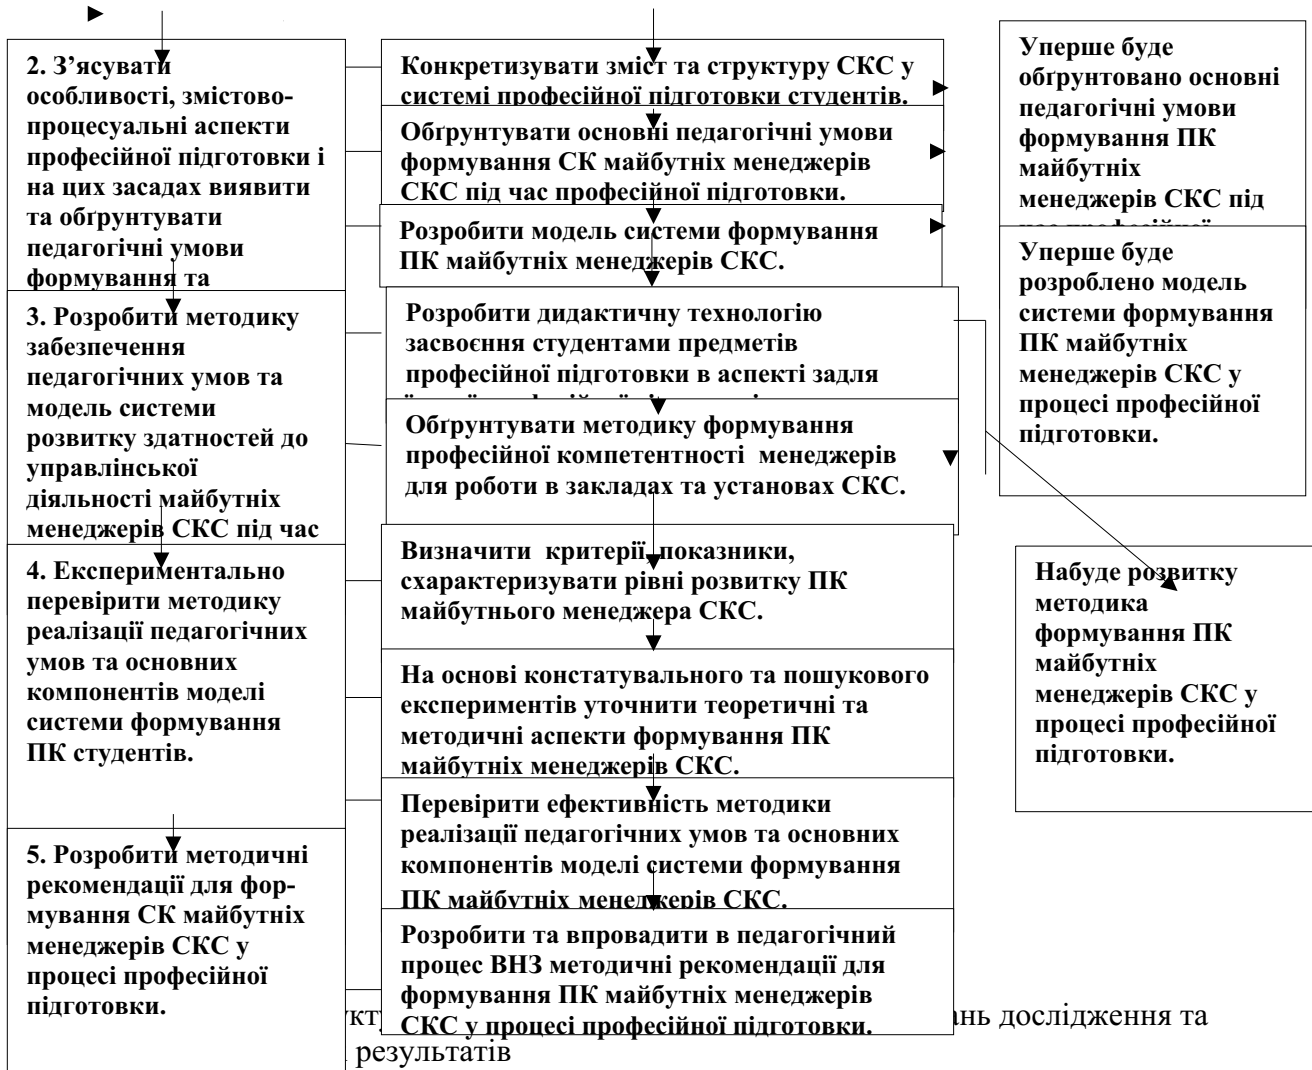 2. З’ясувати
особливості, змістово-
процесуальні аспекти
професійної підготовки і
на цих засадах виявити
та обґрунтувати
педагогічні умови
формування та
3. Розробити методику
забезпечення
педагогічних умов та
модель системи
розвитку здатностей до
управлінської
діяльності майбутніх
менеджерів СКС під час
4. Експериментально
перевірити методику
реалізації педагогічних
умов та основних
компонентів моделі
системи формування
ПК студентів.
5. Розробити методичні
рекомендації для фор-
мування СК майбутніх
менеджерів СКС у
процесі професійної
підготовки.
Конкретизувати зміст та структуру СКС у
системі професійної підготовки студентів.
Обґрунтувати основні педагогічні умови
формування СК майбутніх менеджерів
СКС під час професійної підготовки.
Розробити модель системи формування
ПК майбутніх менеджерів СКС.
Розробити дидактичну технологію
засвоєння студентами предметів
професійної підготовки в аспекті задля
Обґрунтувати методику формування
професійної компетентності менеджерів
для роботи в закладах та установах СКС.
Визначити критерії, показники,
схарактеризувати рівні розвитку ПК
майбутнього менеджера СКС.
На основі констатувального та пошукового
експериментів уточнити теоретичні та
методичні аспекти формування ПК
майбутніх менеджерів СКС.
Перевірити ефективність методики
реалізації педагогічних умов та основних
компонентів моделі системи формування
ПК майбутніх менеджерів СКС.
Розробити та впровадити в педагогічний
процес ВНЗ методичні рекомендації для
формування ПК майбутніх менеджерів
СКС у процесі професійної підготовки.
Уперше буде
обґрунтовано основні
педагогічні умови
формування ПК
майбутніх
менеджерів СКС під
час професійної
Уперше буде
розроблено модель
системи формування
ПК майбутніх
менеджерів СКС у
процесі професійної
підготовки.
Набуде розвитку
методика
формування ПК
майбутніх
менеджерів СКС у
процесі професійної
підготовки.
дослідження та
результатів